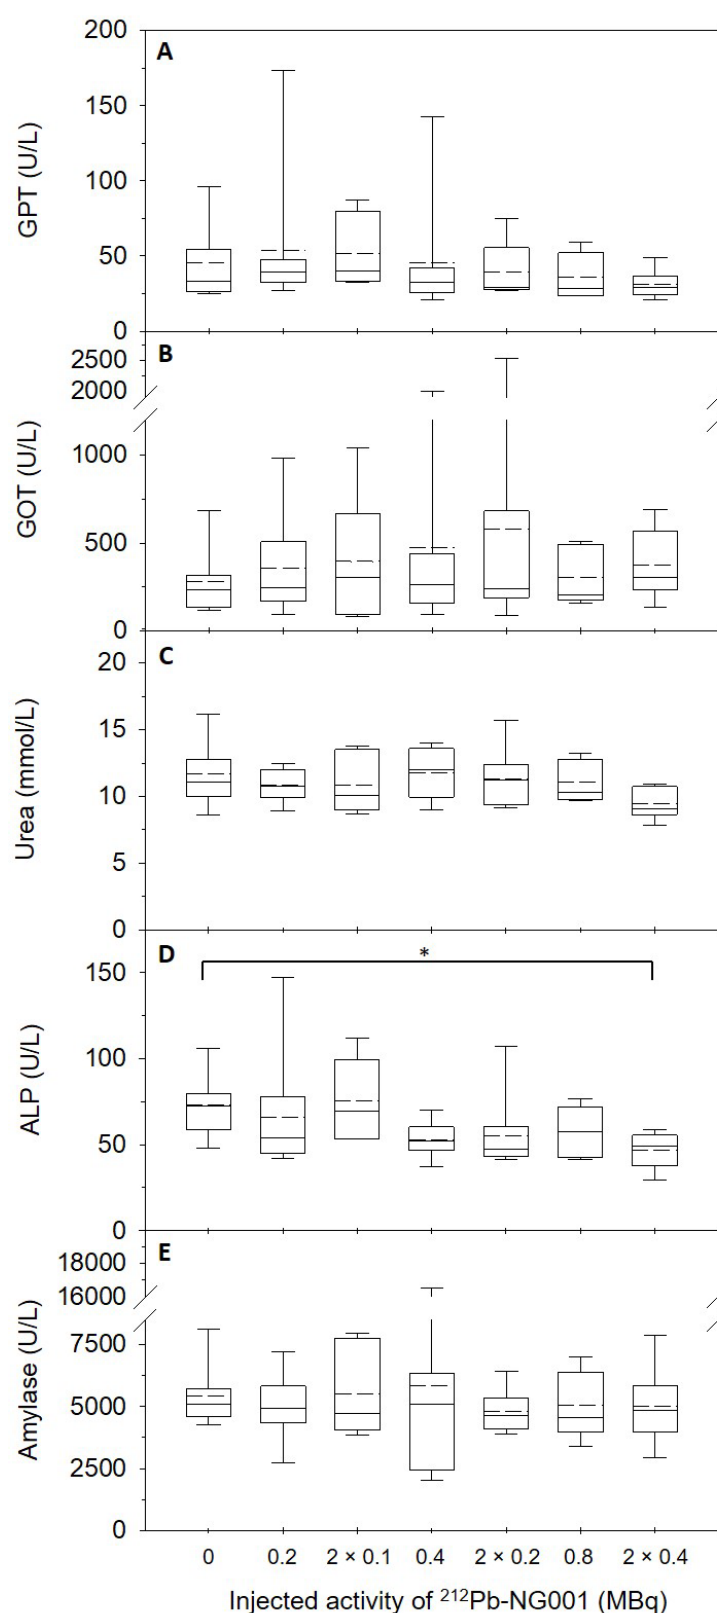 A
GPT (U/L)
200
150
100
50
0
B
GOT (U/L)
2500
2000
1000
500
0
C
Urea (mmol/L)
20
15
10
5
0
D
*
ALP (U/L)
150
100
50
0
E
Amylase (U/L)
18000
16000
7500
5000
2500
0
0 0.2 2 × 0.1 0.4 2 × 0.2 0.8 2 × 0.4
Injected activity of ²¹²Pb-NG001 (MBq)